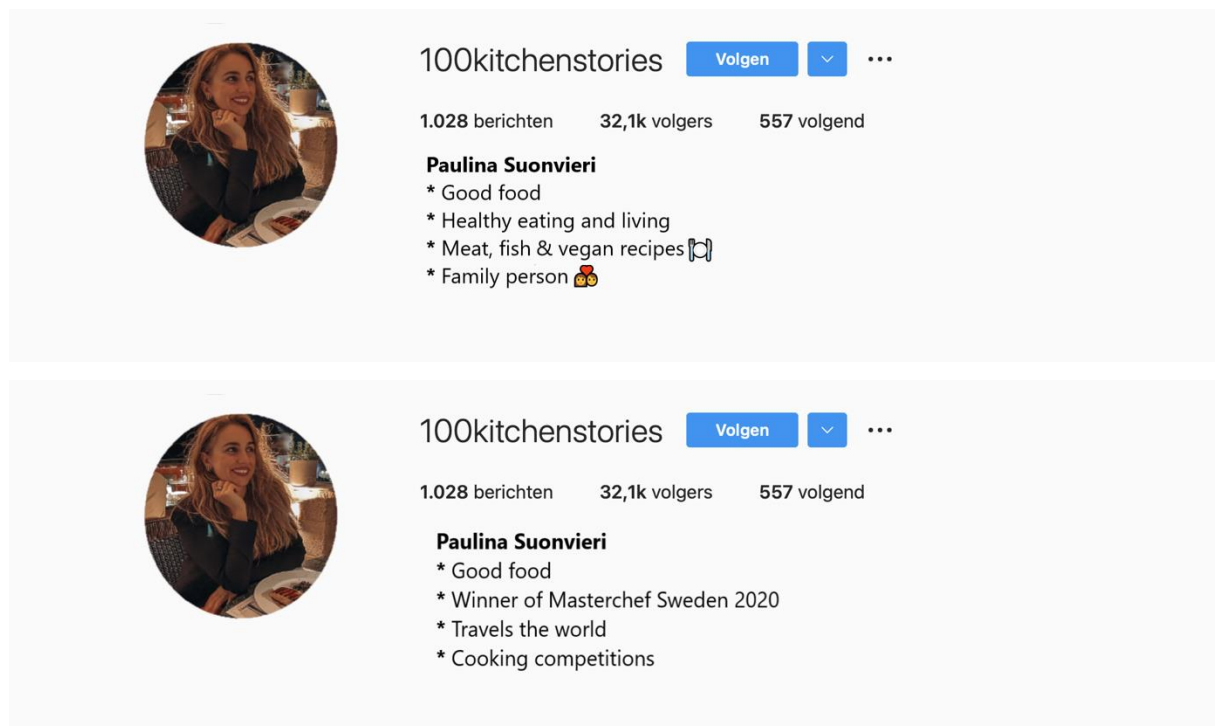 100kitchenstories Volgen ...
1.028 berichten 32,1k volgers 557 volgend
Paulina Suonvieri
* Good food
* Healthy eating and living
* Meat, fish & vegan recipes🍽️
* Family person 💑
100kitchenstories Volgen ...
1.028 berichten 32,1k volgers 557 volgend
Paulina Suonvieri
* Good food
* Winner of Masterchef Sweden 2020
* Travels the world
* Cooking competitions